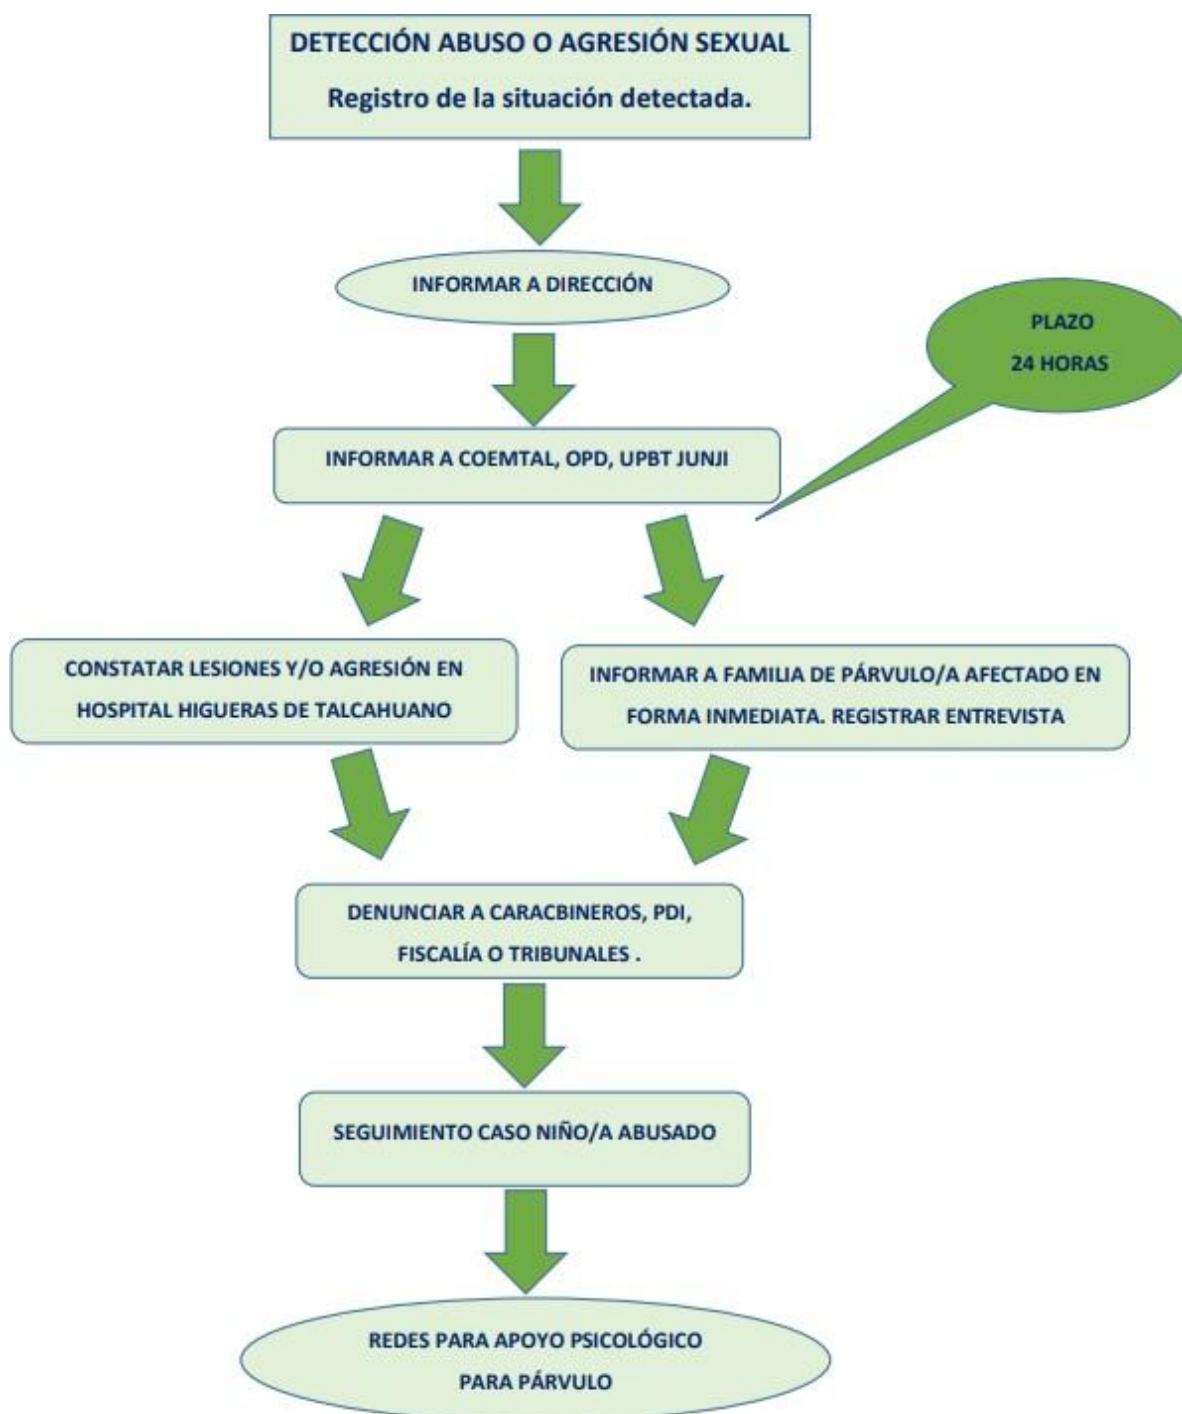 DETECCIÓN ABUSO O AGRESIÓN SEXUAL
Registro de la situación detectada.
INFORMAR A DIRECCIÓN
PLAZO
24 HORAS
INFORMAR A COEMTAL, OPD, UPBT JUNJI
CONSTATAR LESIONES Y/O AGRESIÓN EN
HOSPITAL HIGUERAS DE TALCAHUANO
INFORMAR A FAMILIA DE PÁRVULO/A AFECTADO EN
FORMA INMEDIATA. REGISTRAR ENTREVISTA
DENUNCIAR A CARACBINEROS, PDI,
FISCALÍA O TRIBUNALES .
SEGUIMIENTO CASO NIÑO/A ABUSADO
REDES PARA APOYO PSICOLÓGICO
PARA PÁRVULO